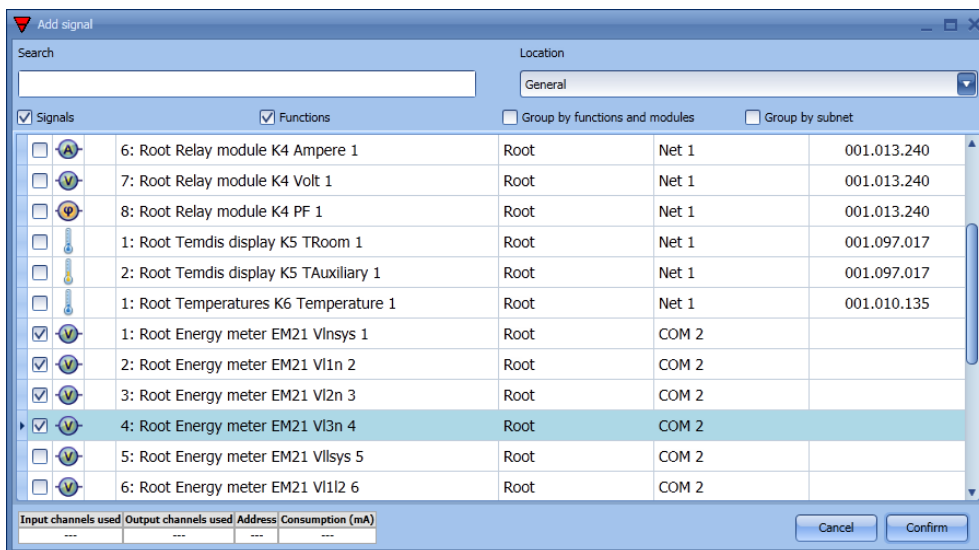 Add signal
Search Location
General
Signals Functions Group by functions and modules Group by subnet
A 6: Root Relay module K4 Ampere 1 Root Net 1 001.013.240
V 7: Root Relay module K4 Volt 1 Root Net 1 001.013.240
φ 8: Root Relay module K4 PF 1 Root Net 1 001.013.240
1: Root Temdis display K5 TRoom 1 Root Net 1 001.097.017
2: Root Temdis display K5 TAuxiliary 1 Root Net 1 001.097.017
1: Root Temperatures K6 Temperature 1 Root Net 1 001.010.135
V 1: Root Energy meter EM21 Vlnsys 1 Root COM 2
V 2: Root Energy meter EM21 Vl1n 2 Root COM 2
V 3: Root Energy meter EM21 Vl2n 3 Root COM 2
V 4: Root Energy meter EM21 Vl3n 4 Root COM 2
V 5: Root Energy meter EM21 Vllsys 5 Root COM 2
V 6: Root Energy meter EM21 Vl1l2 6 Root COM 2
Input channels used Output channels used Address Consumption (mA)
--- --- --- ---
Cancel Confirm